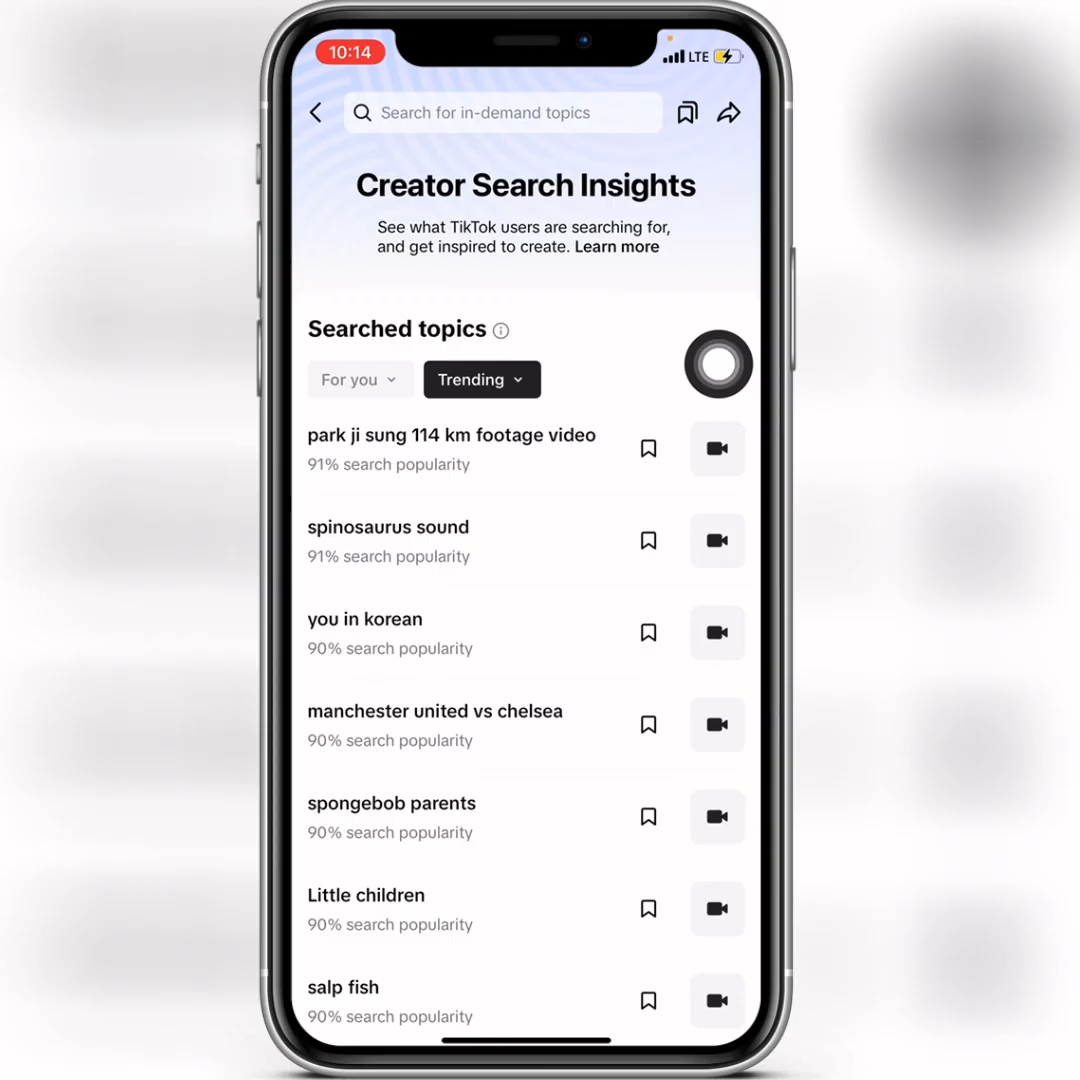 10:14
LTE
Search for in-demand topics
Creator Search Insights
See what TikTok users are searching for,
and get inspired to create. Learn more
Searched topics
For you
Trending
park ji sung 114 km footage video
91% search popularity
spinosaurus sound
91% search popularity
you in korean
90% search popularity
manchester united vs chelsea
90% search popularity
spongebob parents
90% search popularity
Little children
90% search popularity
salp fish
90% search popularity